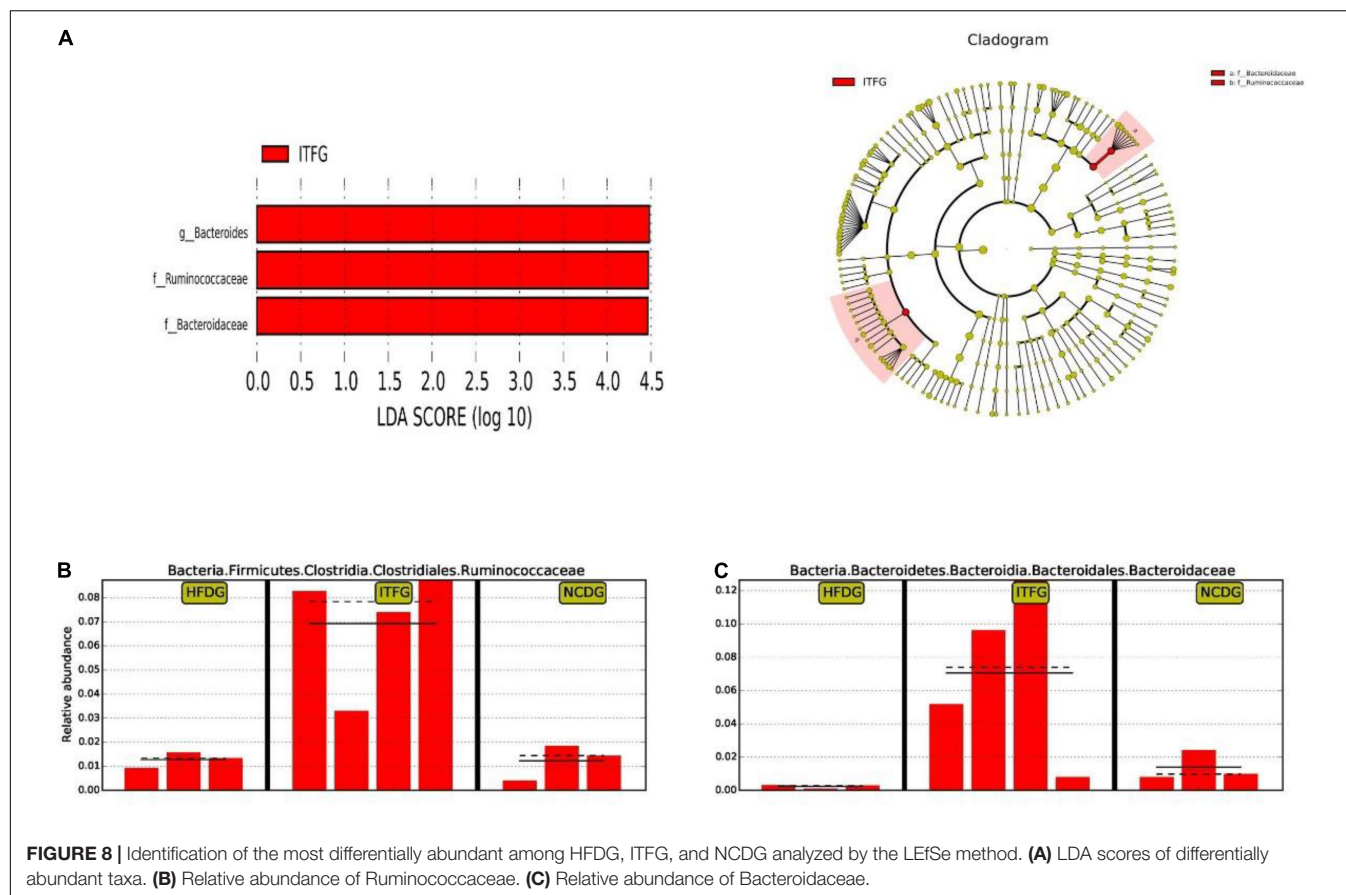 A
ITFG
g__Bacteroides
f__Ruminococcaceae
f__Bacteroidaceae
0.0 0.5 1.0 1.5 2.0 2.5 3.0 3.5 4.0 4.5
LDA SCORE (log 10)
Cladogram
ITFG
a: f__Bacteroidaceae
b: f__Ruminococcaceae
B
Bacteria.Firmicutes.Clostridia.Clostridiales.Ruminococcaceae
HFDG ITFG NCDG
Relative abundance
0.08
0.07
0.06
0.05
0.04
0.03
0.02
0.01
0.00
C
Bacteria.Bacteroidetes.Bacteroidia.Bacteroidales.Bacteroidaceae
HFDG ITFG NCDG
0.12
0.10
0.08
0.06
0.04
0.02
0.00
FIGURE 8 | Identification of the most differentially abundant among HFDG, ITFG, and NCDG analyzed by the LEfSe method. (A) LDA scores of differentially
abundant taxa. (B) Relative abundance of Ruminococcaceae. (C) Relative abundance of Bacteroidaceae.